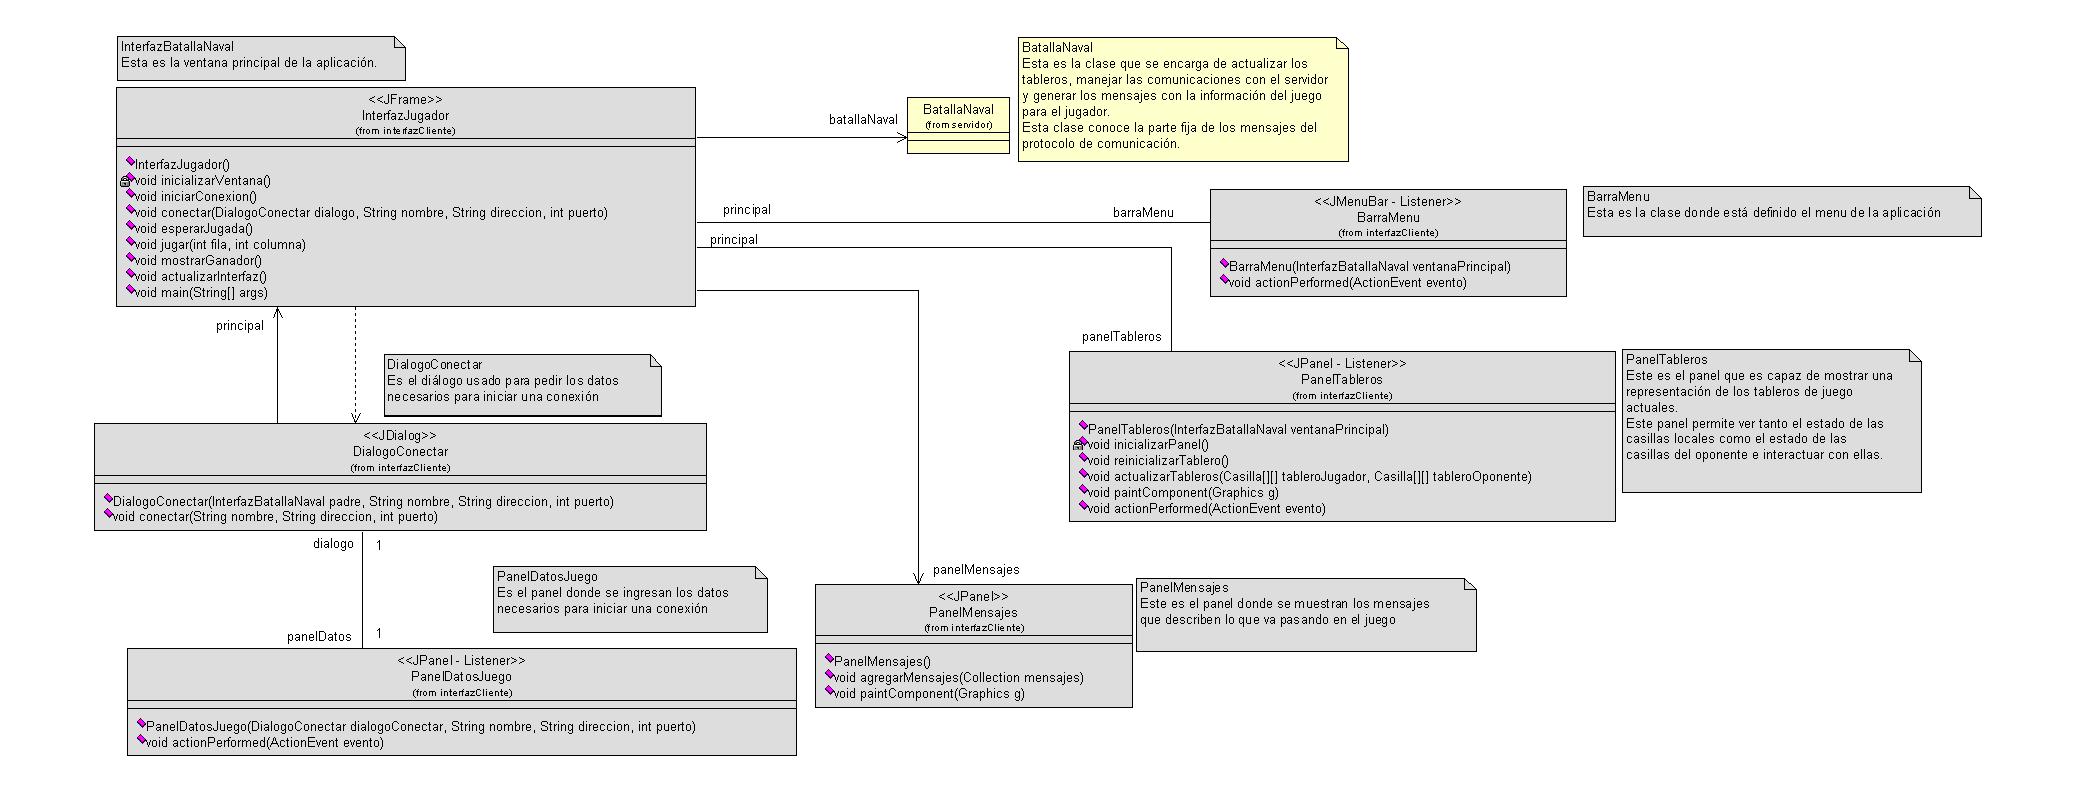 InterfazBatallaNaval
Esta es la ventana principal de la aplicación.
<<JFrame>>
InterfazJugador
(from interfazCliente)
InterfazJugador()
void inicializarVentana()
void iniciarConexion()
void conectar(DialogoConectar dialogo, String nombre, String direccion, int puerto)
void esperarJugada()
void jugar(int fila, int columna)
void mostrarGanador()
void actualizarInterfaz()
void main(String[] args)
batallaNaval
BatallaNaval
(from servidor)
BatallaNaval
Esta es la clase que se encarga de actualizar los
tableros, manejar las comunicaciones con el servidor
y generar los mensajes con la información del juego
para el jugador.
Esta clase conoce la parte fija de los mensajes del
protocolo de comunicación.
principal
barraMenu
<<JMenuBar - Listener>>
BarraMenu
(from interfazCliente)
BarraMenu(InterfazBatallaNaval ventanaPrincipal)
void actionPerformed(ActionEvent evento)
BarraMenu
Esta es la clase donde está definido el menu de la aplicación
principal
panelTableros
<<JPanel - Listener>>
PanelTableros
(from interfazCliente)
PanelTableros(InterfazBatallaNaval ventanaPrincipal)
void inicializarPanel()
void reinicializarTablero()
void actualizarTableros(Casilla[][] tableroJugador, Casilla[][] tableroOponente)
void paintComponent(Graphics g)
void actionPerformed(ActionEvent evento)
PanelTableros
Este es el panel que es capaz de mostrar una
representación de los tableros de juego
actuales.
Este panel permite ver tanto el estado de las
casillas locales como el estado de las
casillas del oponente e interactuar con ellas.
principal
DialogoConectar
Es el diálogo usado para pedir los datos
necesarios para iniciar una conexión
<<JDialog>>
DialogoConectar
(from interfazCliente)
DialogoConectar(InterfazBatallaNaval padre, String nombre, String direccion, int puerto)
void conectar(String nombre, String direccion, int puerto)
dialogo
1
PanelDatosJuego
Es el panel donde se ingresan los datos
necesarios para iniciar una conexión
panelDatos
1
<<JPanel - Listener>>
PanelDatosJuego
(from interfazCliente)
PanelDatosJuego(DialogoConectar dialogoConectar, String nombre, String direccion, int puerto)
void actionPerformed(ActionEvent evento)
panelMensajes
<<JPanel>>
PanelMensajes
(from interfazCliente)
PanelMensajes()
void agregarMensajes(Collection mensajes)
void paintComponent(Graphics g)
PanelMensajes
Este es el panel donde se muestran los mensajes
que describen lo que va pasando en el juego